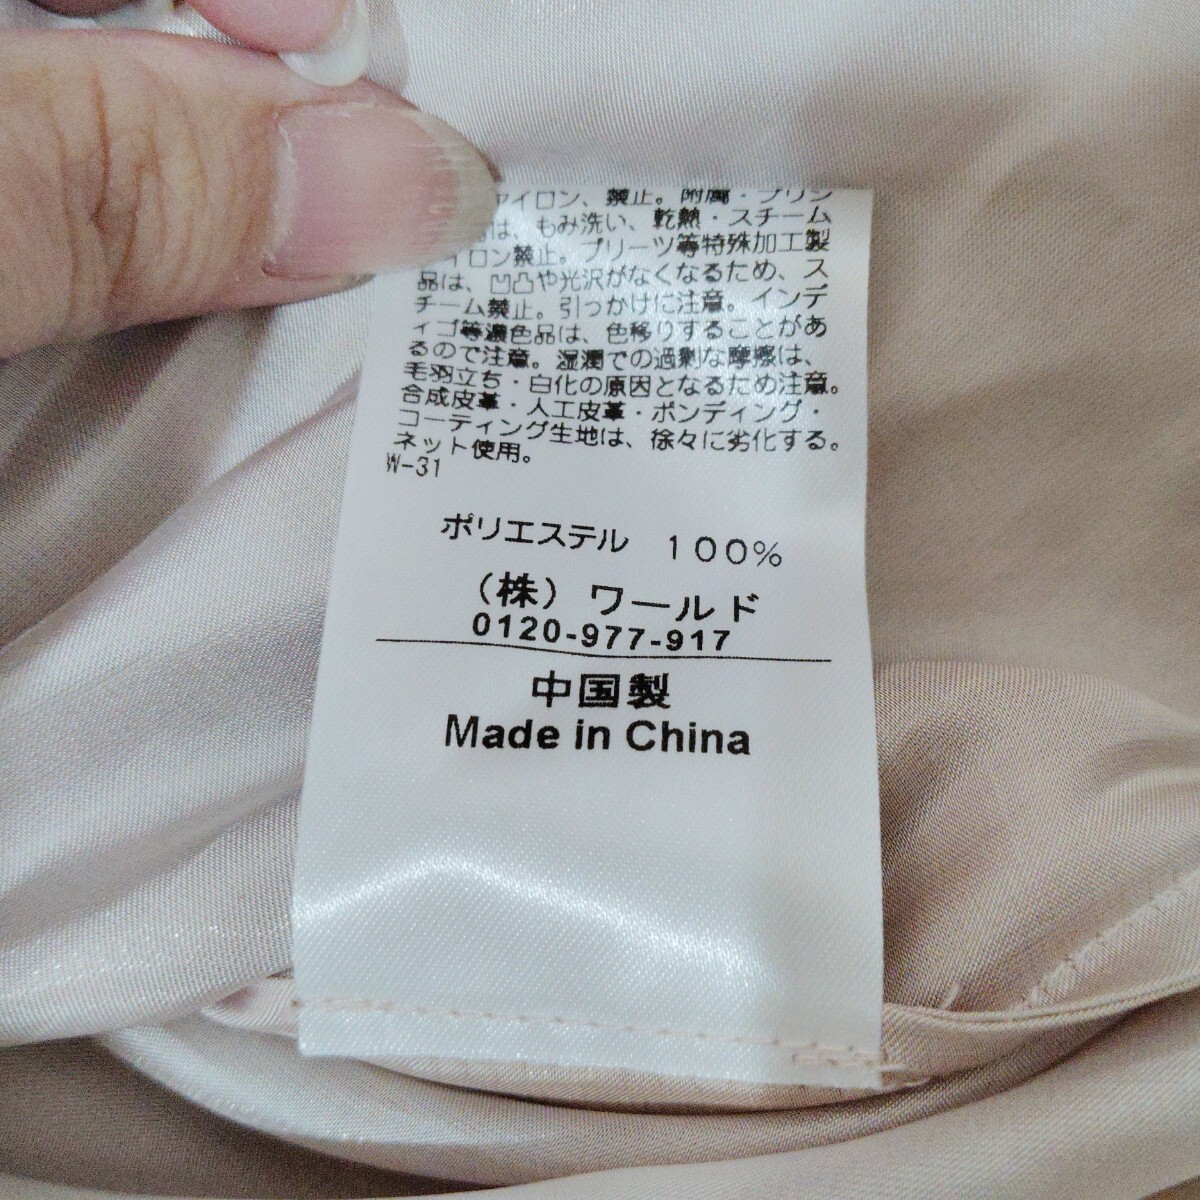 イロン、禁止。附属・プリン
は、もみ洗い、乾熱・スチーム
イロン禁止。プリーツ等特殊加工製
品は、凹凸や光沢がなくなるため、ス
チーム禁止。引っかけに注意。インデ
ィゴ等濃色品は、色移りすることがあ
るので注意。湿潤での過剰な摩擦は、
毛羽立ち・白化の原因となるため注意。
合成皮革・人工皮革・ボンディング・
コーティング生地は、徐々に劣化する。
ネット使用。
W-31
ポリエステル 100%
(株) ワールド
0120-977-917
中国製
Made in China